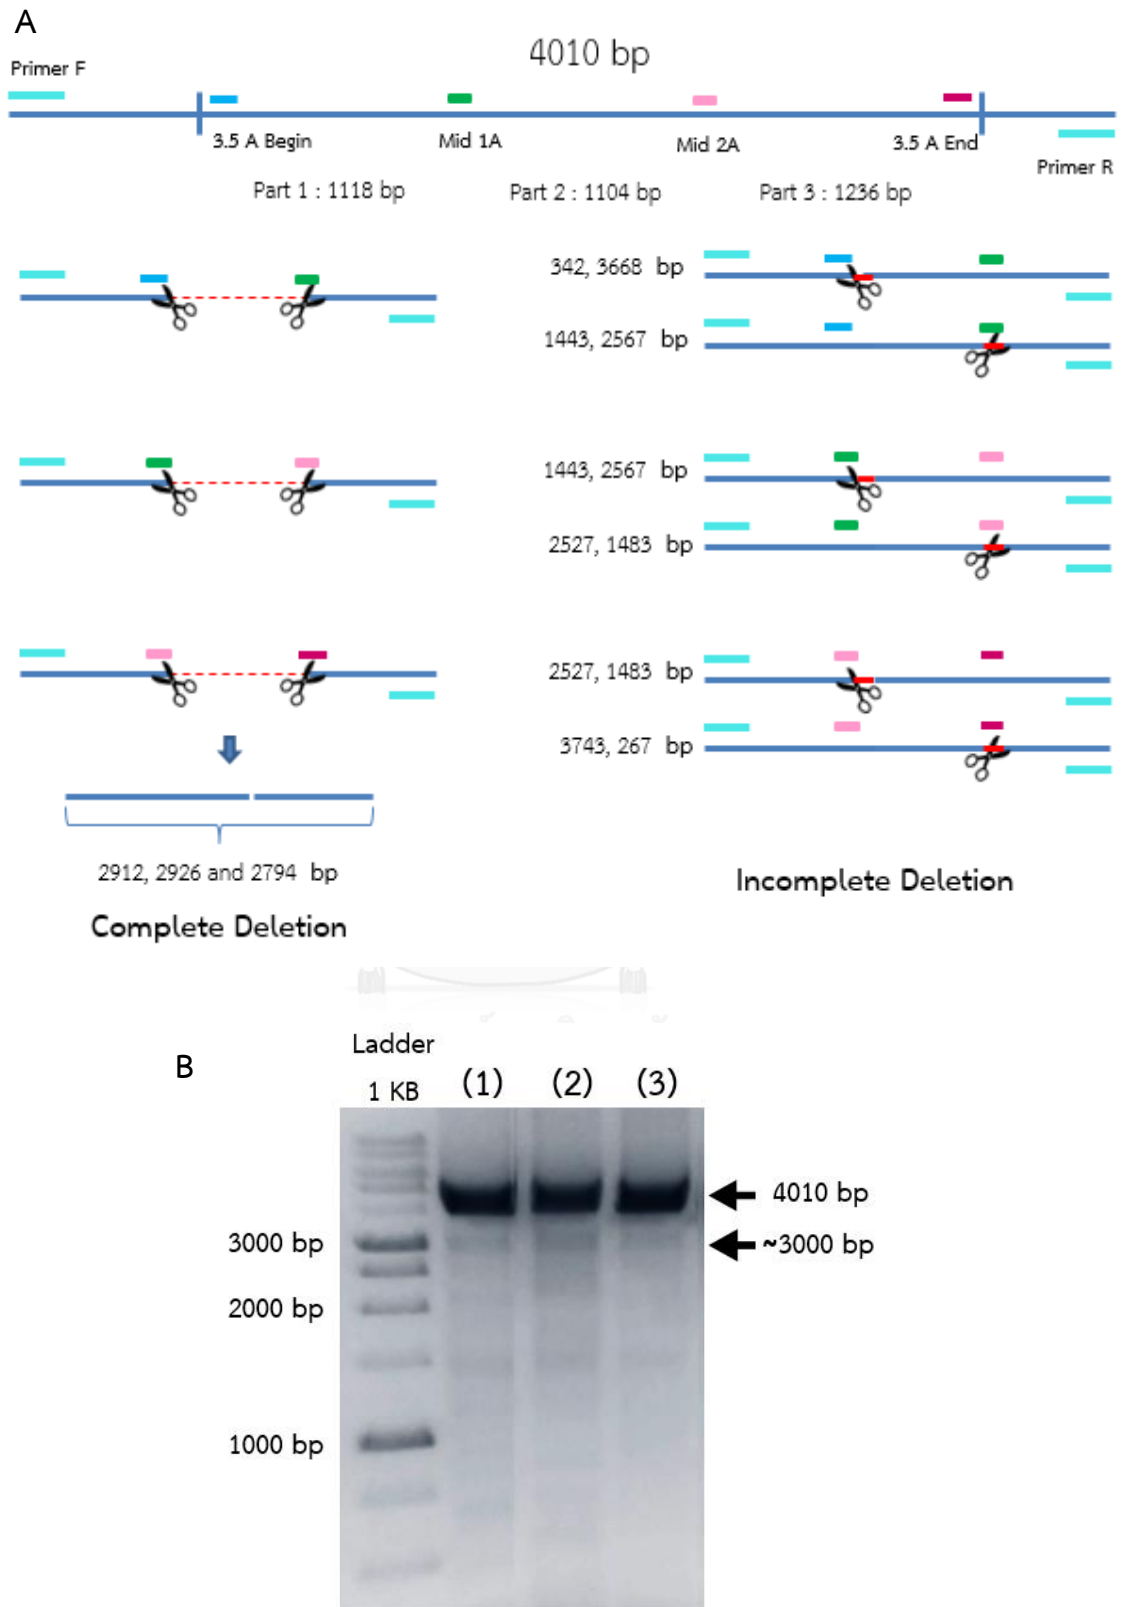 A
4010 bp
Primer F
3.5 A Begin
Mid 1A
Mid 2A
3.5 A End
Primer R
Part 1 : 1118 bp
Part 2 : 1104 bp
Part 3 : 1236 bp
342, 3668 bp
1443, 2567 bp
1443, 2567 bp
2527, 1483 bp
2527, 1483 bp
3743, 267 bp
2912, 2926 and 2794 bp
Complete Deletion
Incomplete Deletion
B
Ladder
1 KB
(1)
(2)
(3)
4010 bp
3000 bp
~3000 bp
2000 bp
1000 bp